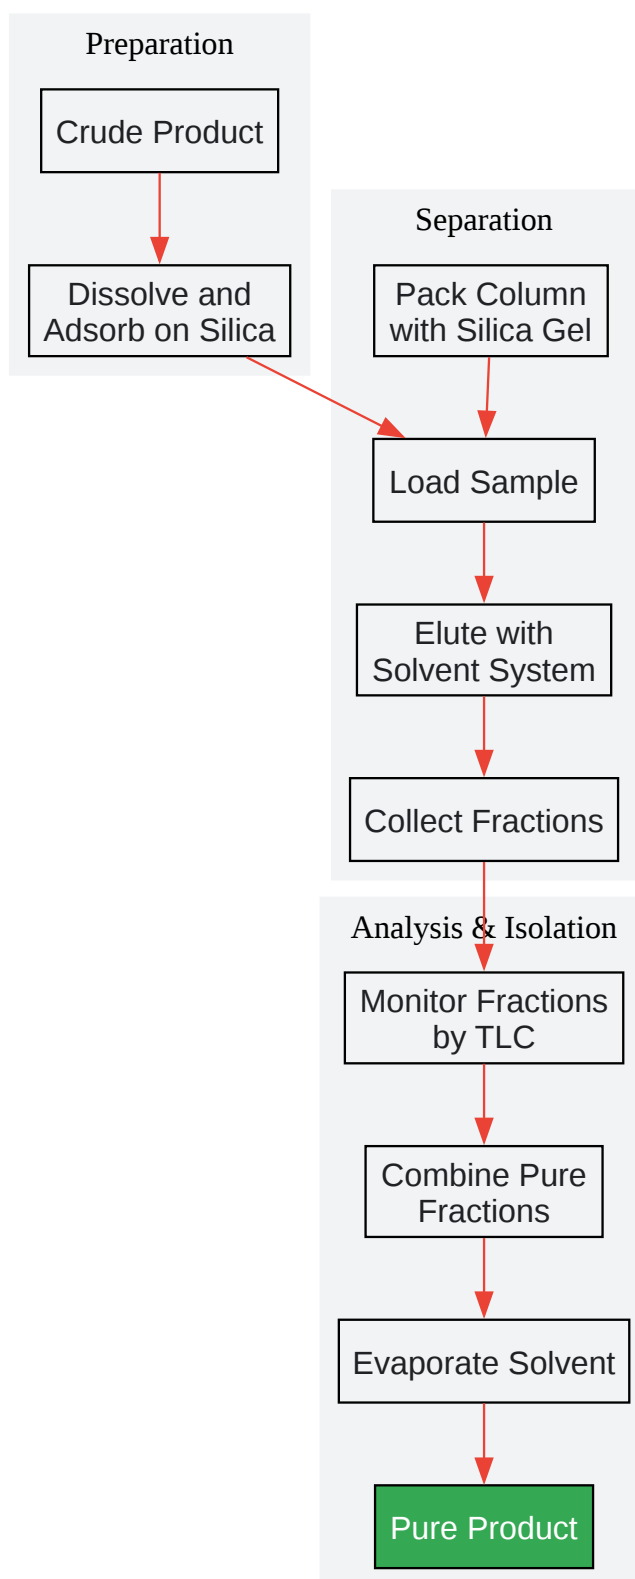 Preparation
Crude Product
Dissolve and
Adsorb on Silica
Separation
Pack Column
with Silica Gel
Load Sample
Elute with
Solvent System
Collect Fractions
Analysis & Isolation
Monitor Fractions
by TLC
Combine Pure
Fractions
Evaporate Solvent
Pure Product